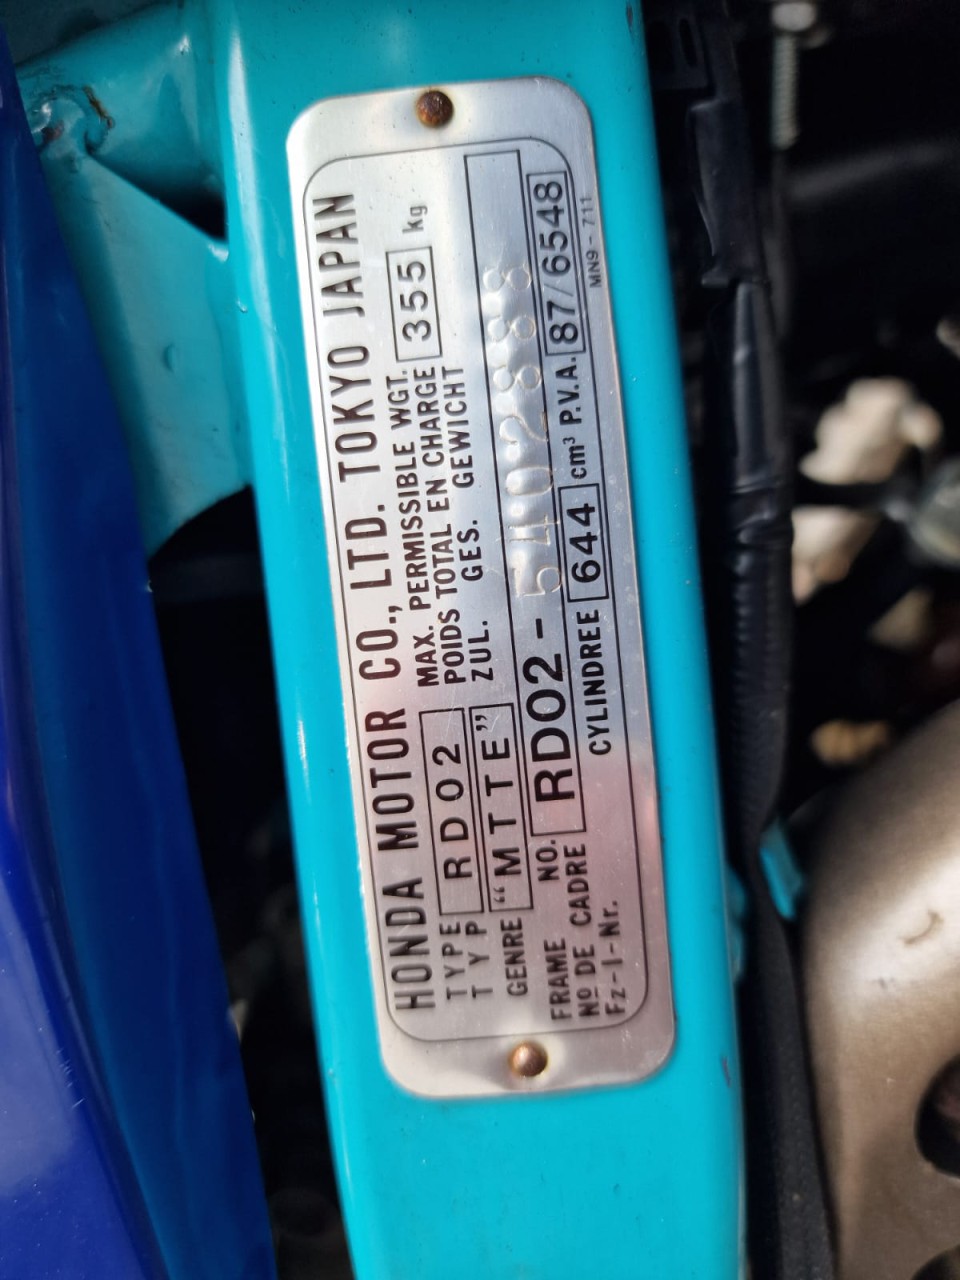 HONDA MOTOR CO., LTD. TOKYO JAPAN
TYPE RD02 MAX. PERMISSIBLE WGT.
TYP POIDS TOTAL EN CHARGE 355 kg
GENRE "MTTE" ZUL. GES. GEWICHT
FRAME NO.
Nº DE CADRE RD02 - 5402888
Fz-I-Nr. CYLINDREE 644 cm³ P.V.A. 87/6548
MN9-711